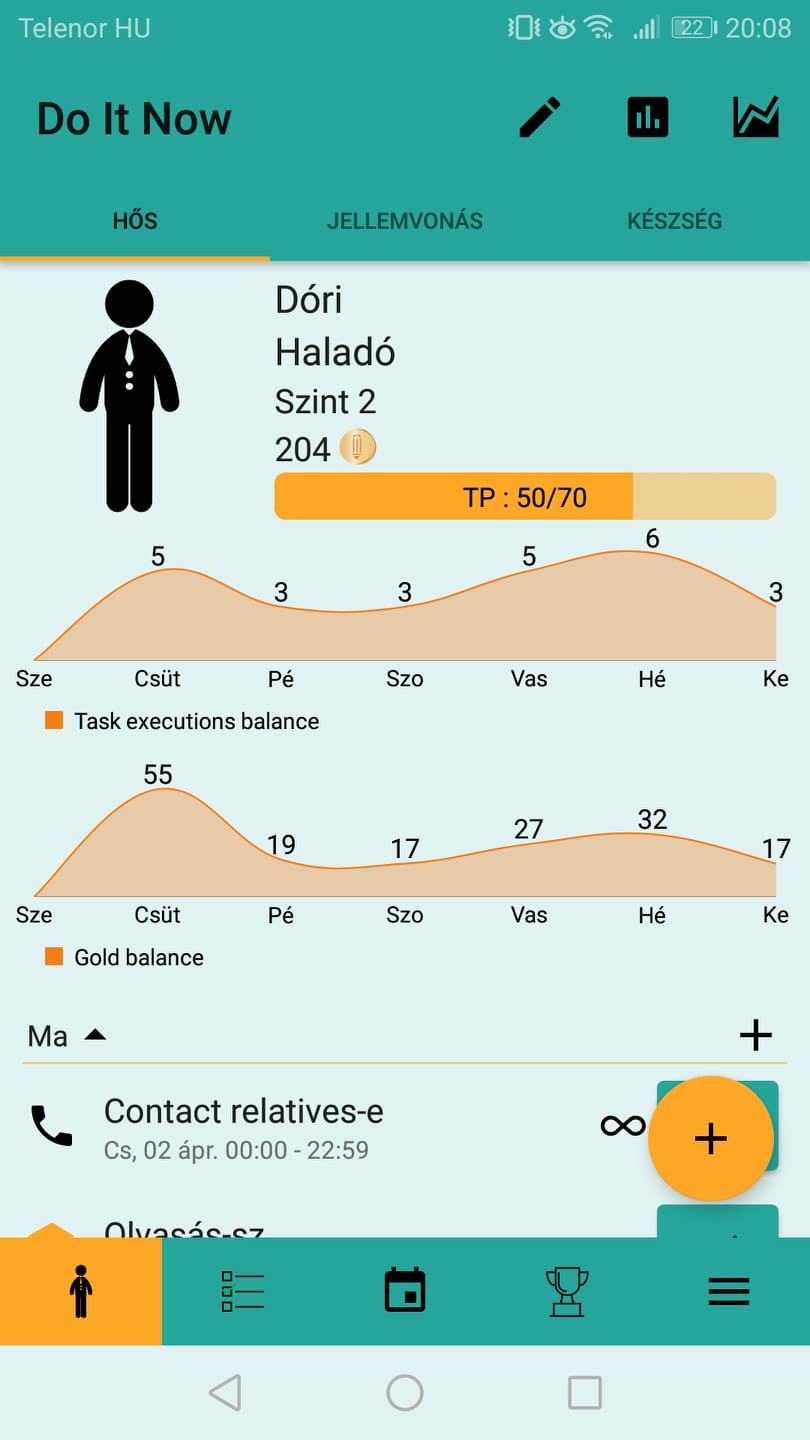 Telenor HU 22 20:08
Do It Now
HŐS JELLEMVONÁS KÉSZSÉG
Dóri
Haladó
Szint 2
204
TP : 50/70
5 3 3 5 6 3
Sze Csüt Pé Szo Vas Hé Ke
Task executions balance
55 19 17 27 32 17
Sze Csüt Pé Szo Vas Hé Ke
Gold balance
Ma
Contact relatives-e
Cs, 02 ápr. 00:00 - 22:59
Olvasás-sz